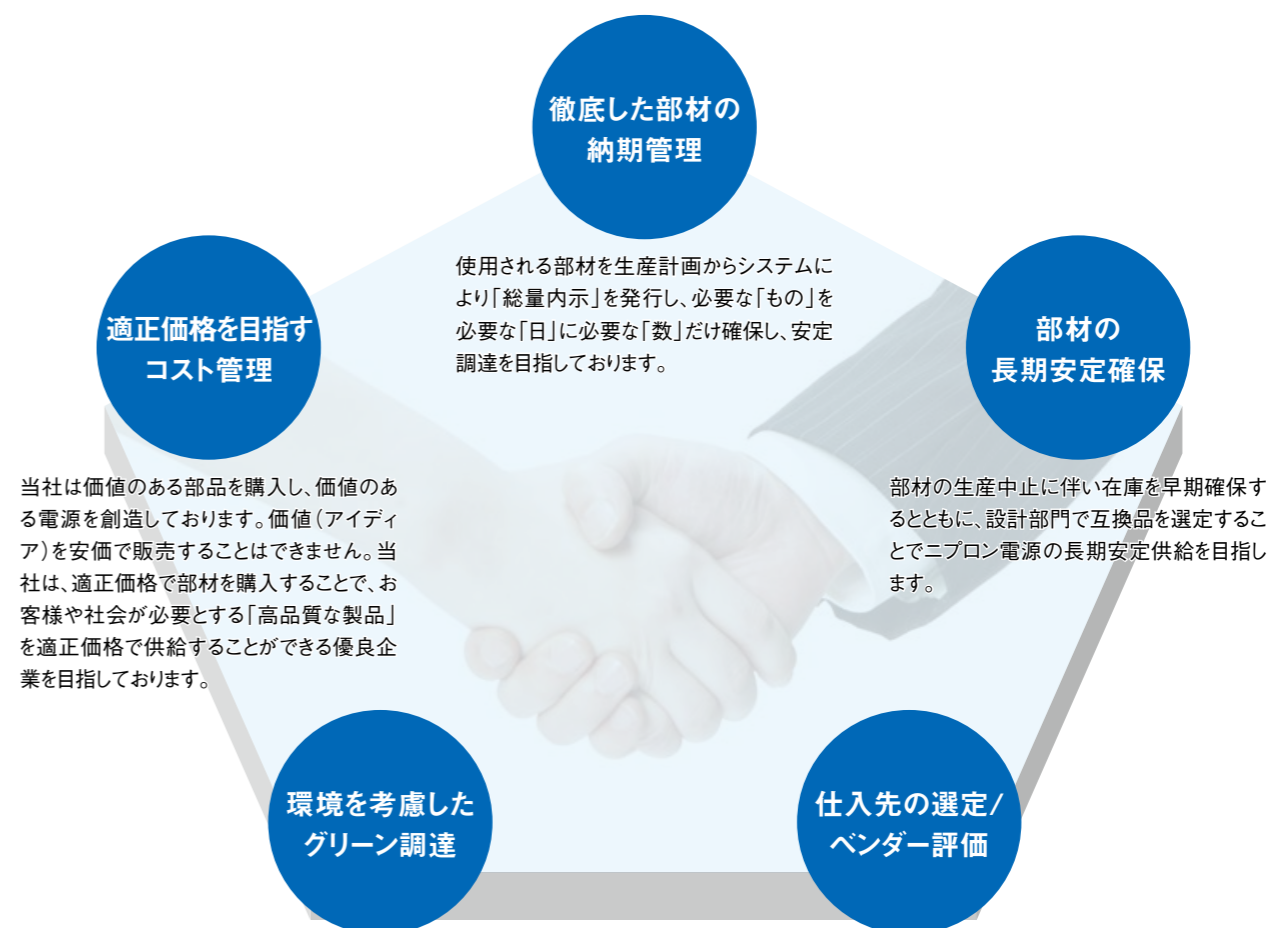 徹底した部材の
納期管理
使用される部材を生産計画からシステムに
より「総量内示」を発行し、必要な「もの」を
必要な「日」に必要な「数」だけ確保し、安定
調達を目指しております。
適正価格を目指す
コスト管理
当社は価値のある部品を購入し、価値のあ
る電源を創造しております。価値（アイディ
ア）を安価で販売することはできません。当
社は、適正価格で部材を購入することで、お
客様や社会が必要とする「高品質な製品」
を適正価格で供給することができる優良企
業を目指しております。
部材の
長期安定確保
部材の生産中止に伴い在庫を早期確保す
るとともに、設計部門で互換品を選定するこ
とでニプロン電源の長期安定供給を目指し
ます。
環境を考慮した
グリーン調達
仕入先の選定/
ベンダー評価